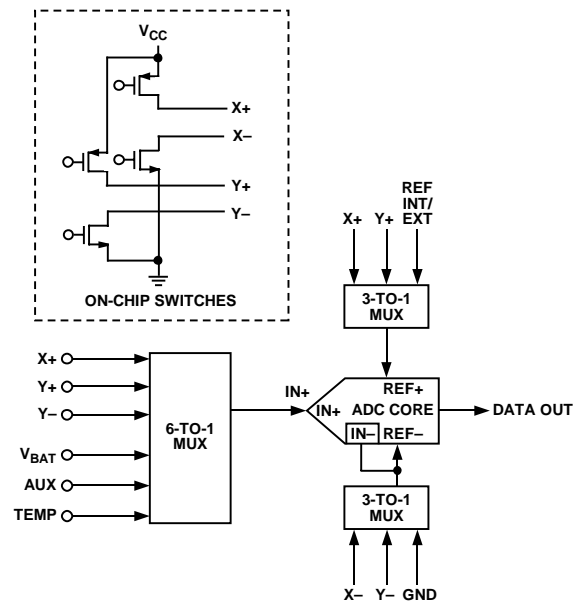 VCC
X+
X–
Y+
Y–
ON-CHIP SWITCHES
X+
Y+
REF
INT/
EXT
3-TO-1
MUX
X+
Y+
Y–
VBAT
AUX
TEMP
6-TO-1
MUX
IN+
IN+
REF+
ADC CORE
IN–
REF–
DATA OUT
3-TO-1
MUX
X–
Y–
GND